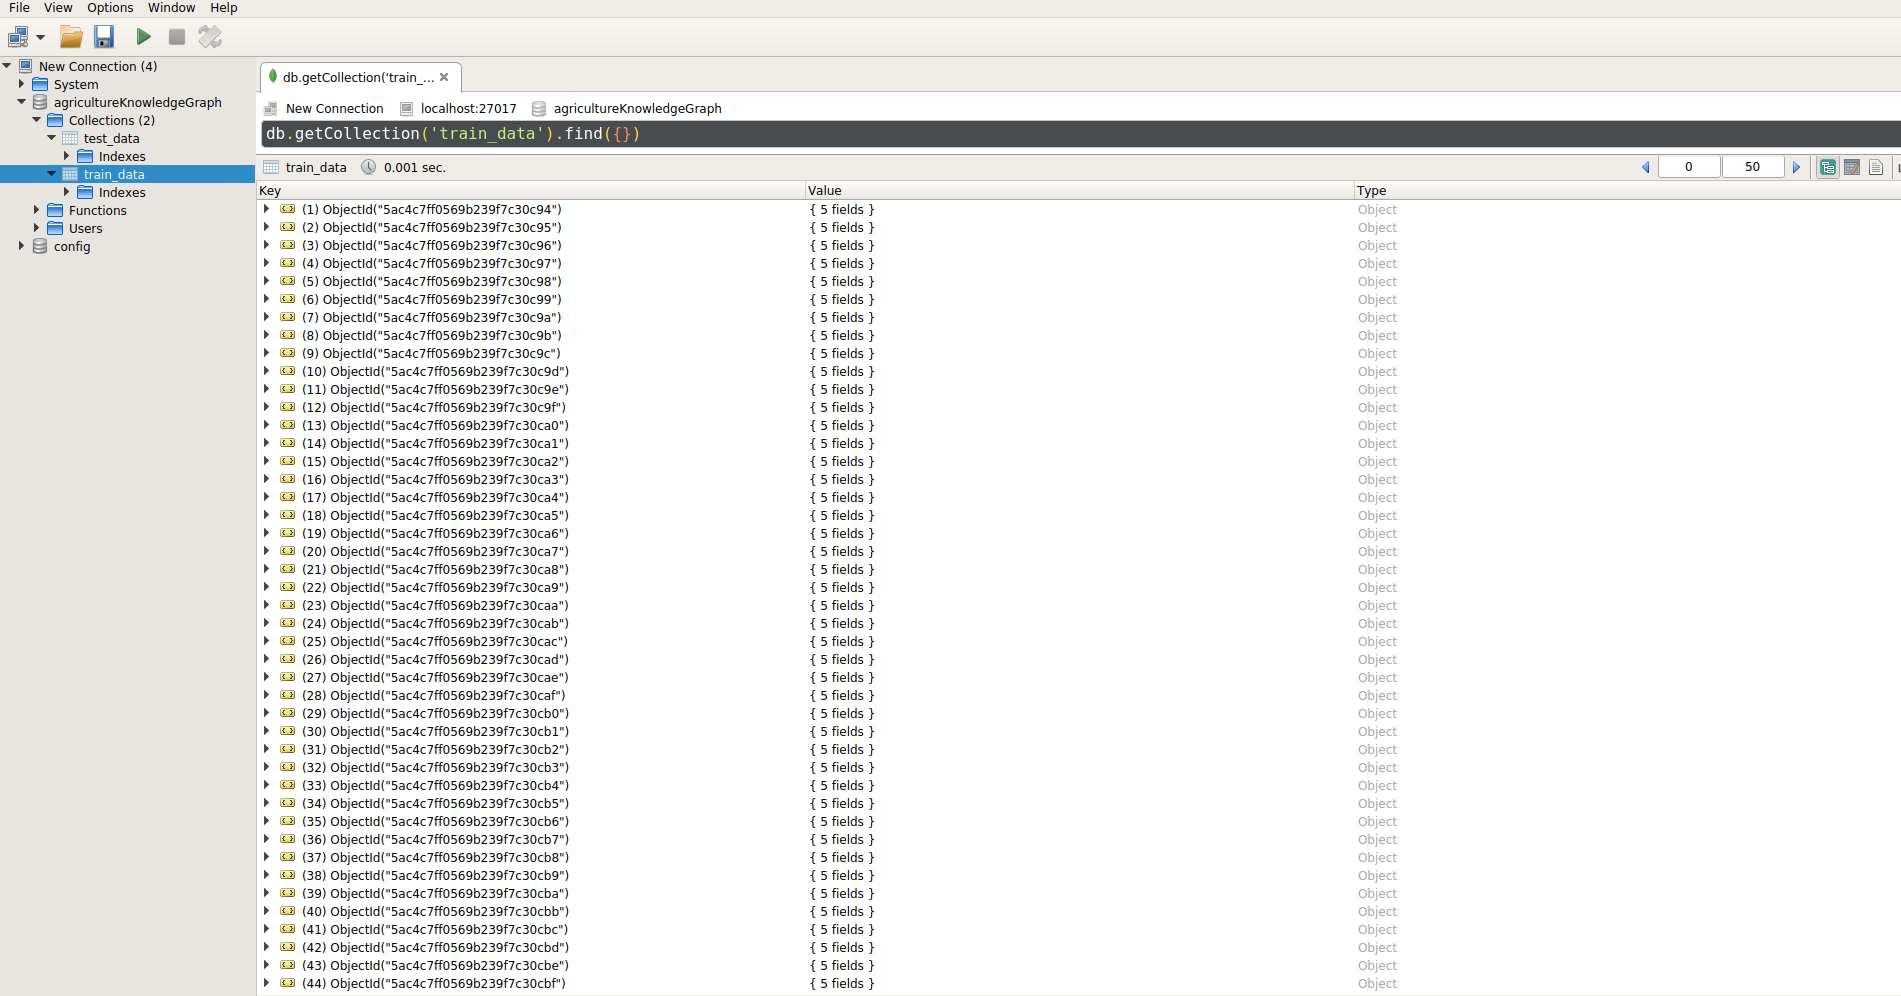 File View Options Window Help
New Connection (4)
System
agricultureKnowledgeGraph
Collections (2)
test_data
Indexes
train_data
Indexes
Functions
Users
config
db.getCollection('train_...
New Connection localhost:27017 agricultureKnowledgeGraph
db.getCollection('train_data').find({})
train_data 0.001 sec. 0 50
Key Value Type
(1) ObjectId("5ac4c7ff0569b239f7c30c94") { 5 fields } Object
(2) ObjectId("5ac4c7ff0569b239f7c30c95") { 5 fields } Object
(3) ObjectId("5ac4c7ff0569b239f7c30c96") { 5 fields } Object
(4) ObjectId("5ac4c7ff0569b239f7c30c97") { 5 fields } Object
(5) ObjectId("5ac4c7ff0569b239f7c30c98") { 5 fields } Object
(6) ObjectId("5ac4c7ff0569b239f7c30c99") { 5 fields } Object
(7) ObjectId("5ac4c7ff0569b239f7c30c9a") { 5 fields } Object
(8) ObjectId("5ac4c7ff0569b239f7c30c9b") { 5 fields } Object
(9) ObjectId("5ac4c7ff0569b239f7c30c9c") { 5 fields } Object
(10) ObjectId("5ac4c7ff0569b239f7c30c9d") { 5 fields } Object
(11) ObjectId("5ac4c7ff0569b239f7c30c9e") { 5 fields } Object
(12) ObjectId("5ac4c7ff0569b239f7c30c9f") { 5 fields } Object
(13) ObjectId("5ac4c7ff0569b239f7c30ca0") { 5 fields } Object
(14) ObjectId("5ac4c7ff0569b239f7c30ca1") { 5 fields } Object
(15) ObjectId("5ac4c7ff0569b239f7c30ca2") { 5 fields } Object
(16) ObjectId("5ac4c7ff0569b239f7c30ca3") { 5 fields } Object
(17) ObjectId("5ac4c7ff0569b239f7c30ca4") { 5 fields } Object
(18) ObjectId("5ac4c7ff0569b239f7c30ca5") { 5 fields } Object
(19) ObjectId("5ac4c7ff0569b239f7c30ca6") { 5 fields } Object
(20) ObjectId("5ac4c7ff0569b239f7c30ca7") { 5 fields } Object
(21) ObjectId("5ac4c7ff0569b239f7c30ca8") { 5 fields } Object
(22) ObjectId("5ac4c7ff0569b239f7c30ca9") { 5 fields } Object
(23) ObjectId("5ac4c7ff0569b239f7c30caa") { 5 fields } Object
(24) ObjectId("5ac4c7ff0569b239f7c30cab") { 5 fields } Object
(25) ObjectId("5ac4c7ff0569b239f7c30cac") { 5 fields } Object
(26) ObjectId("5ac4c7ff0569b239f7c30cad") { 5 fields } Object
(27) ObjectId("5ac4c7ff0569b239f7c30cae") { 5 fields } Object
(28) ObjectId("5ac4c7ff0569b239f7c30caf") { 5 fields } Object
(29) ObjectId("5ac4c7ff0569b239f7c30cb0") { 5 fields } Object
(30) ObjectId("5ac4c7ff0569b239f7c30cb1") { 5 fields } Object
(31) ObjectId("5ac4c7ff0569b239f7c30cb2") { 5 fields } Object
(32) ObjectId("5ac4c7ff0569b239f7c30cb3") { 5 fields } Object
(33) ObjectId("5ac4c7ff0569b239f7c30cb4") { 5 fields } Object
(34) ObjectId("5ac4c7ff0569b239f7c30cb5") { 5 fields } Object
(35) ObjectId("5ac4c7ff0569b239f7c30cb6") { 5 fields } Object
(36) ObjectId("5ac4c7ff0569b239f7c30cb7") { 5 fields } Object
(37) ObjectId("5ac4c7ff0569b239f7c30cb8") { 5 fields } Object
(38) ObjectId("5ac4c7ff0569b239f7c30cb9") { 5 fields } Object
(39) ObjectId("5ac4c7ff0569b239f7c30cba") { 5 fields } Object
(40) ObjectId("5ac4c7ff0569b239f7c30cbb") { 5 fields } Object
(41) ObjectId("5ac4c7ff0569b239f7c30cbc") { 5 fields } Object
(42) ObjectId("5ac4c7ff0569b239f7c30cbd") { 5 fields } Object
(43) ObjectId("5ac4c7ff0569b239f7c30cbe") { 5 fields } Object
(44) ObjectId("5ac4c7ff0569b239f7c30cbf") { 5 fields } Object